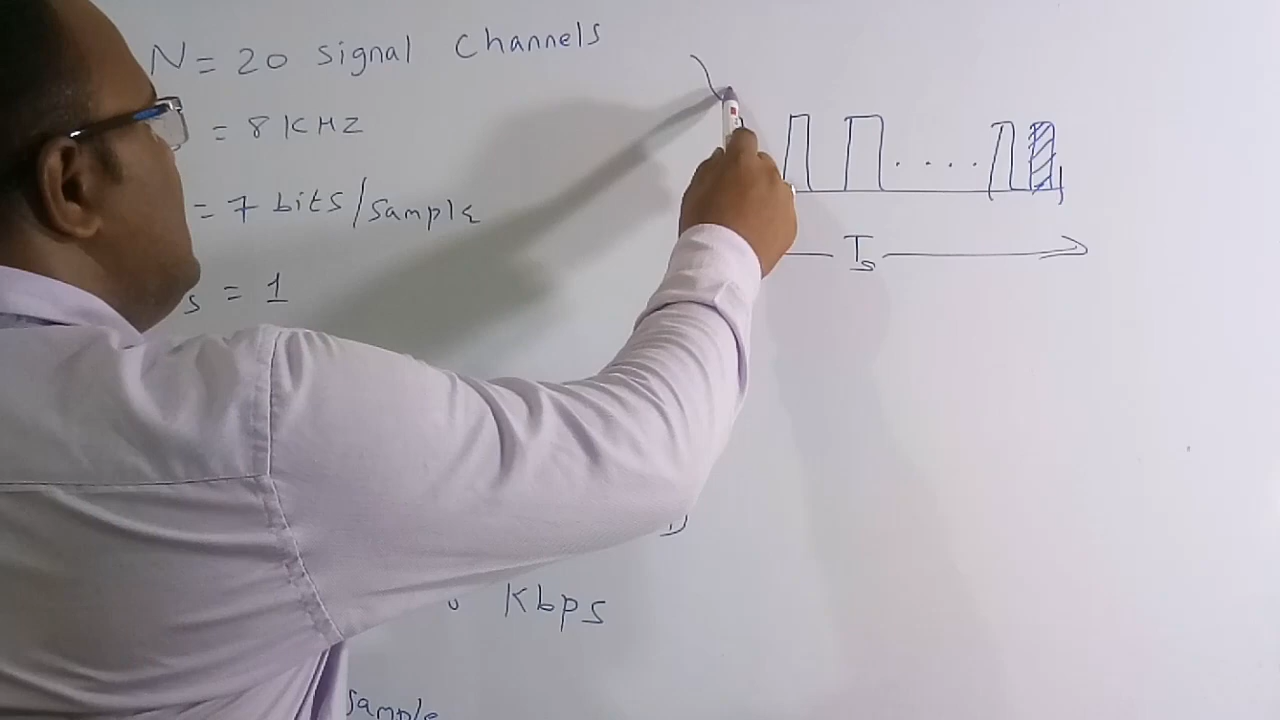 N = 20 signal channels
= 8 KHZ
= 7 bits/sample
s = 1
Ts
Kbps
sample